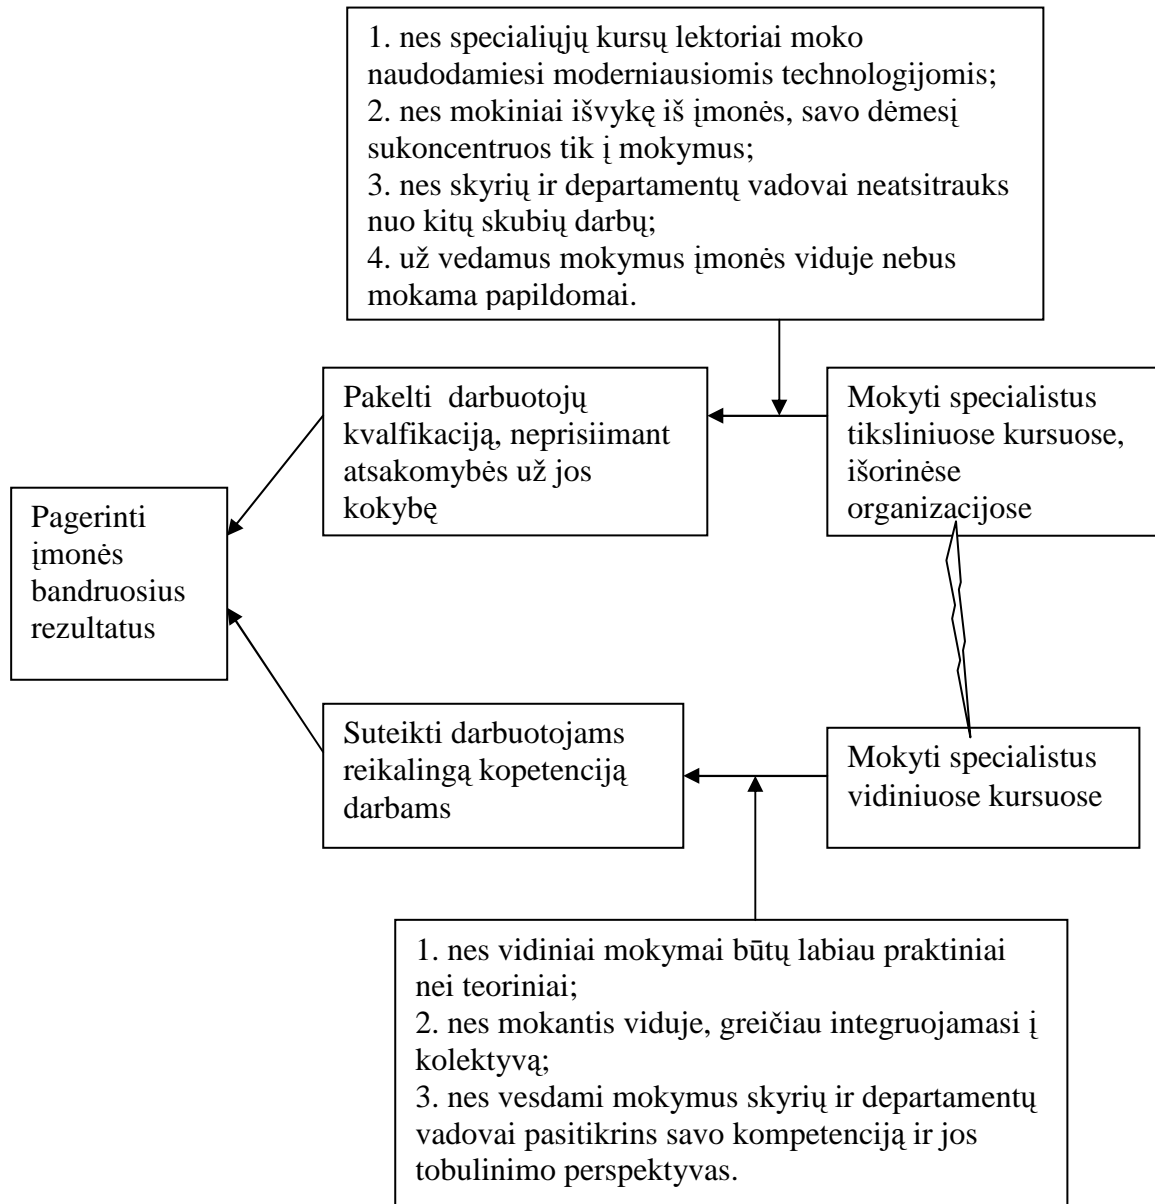 1. nes specialiųjų kursų lektoriai moko
naudodamiesi moderniausiomis technologijomis;
2. nes mokiniai išvykę iš įmonės, savo dėmesį
sukoncentruos tik į mokymus;
3. nes skyrių ir departamentų vadovai neatsitrauks
nuo kitų skubių darbų;
4. už vedamus mokymus įmonės viduje nebus
mokama papildomai.
Pakelti darbuotojų
kvalfikaciją, neprisiimant
atsakomybės už jos
kokybę
Mokyti specialistus
tiksliniuose kursuose,
išorinėse
organizacijose
Pagerinti
įmonės
bandruosius
rezultatus
Suteikti darbuotojams
reikalingą kopetenciją
darbams
Mokyti specialistus
vidiniuose kursuose
1. nes vidiniai mokymai būtų labiau praktiniai
nei teoriniai;
2. nes mokantis viduje, greičiau integruojamasi į
kolektyvą;
3. nes vesdami mokymus skyrių ir departamentų
vadovai pasitikrins savo kompetenciją ir jos
tobulinimo perspektyvas.